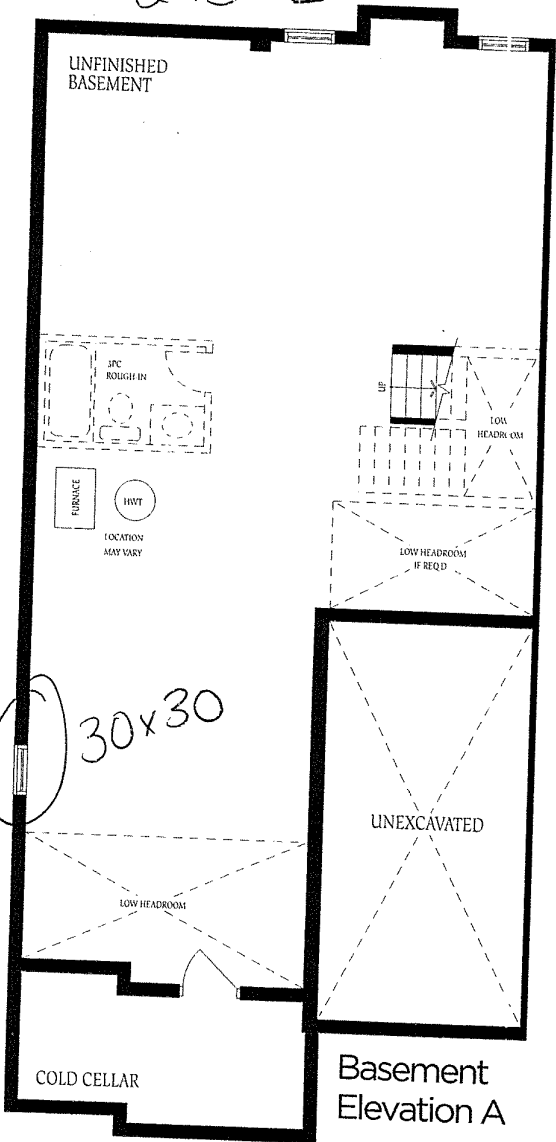 UNFINISHED
BASEMENT
3PC
ROUGH-IN
UP
LOW
HEADROOM
FURNACE
HWT
LOCATION
MAY VARY
LOW HEADROOM
IF REQ'D
30x30
UNEXCAVATED
LOW HEADROOM
COLD CELLAR
Basement
Elevation A